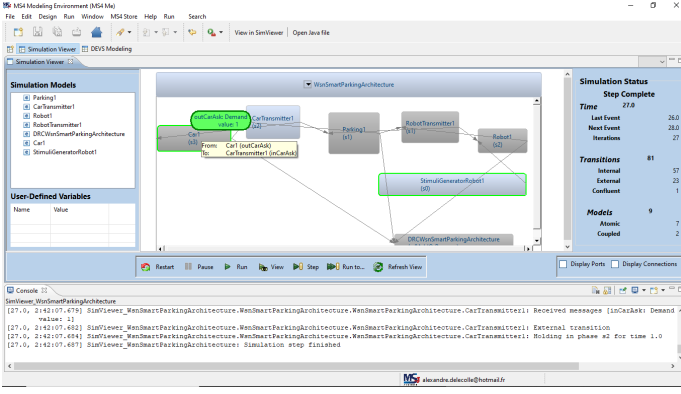 MS4 Modeling Environment (MS4 Me)
File Edit Design Run Window MS4 Store Help Run Search
View in SimViewer Open Java file
Simulation Viewer DEVS Modeling
Simulation Viewer
Simulation Models
Parking1
CarTransmitter1
Robot1
RobotTransmitter1
DRCWsnSmartParkingArchitecture
Car1
StimuliGeneratorRobot1
User-Defined Variables
Name Value
WsnSmartParkingArchitecture
outCarAsk: Demand
value: 1
CarTransmitter1
(s2)
Car1
(s3)
From: Car1 (outCarAsk)
To: CarTransmitter1 (inCarAsk)
Parking1
(s1)
RobotTransmitter1
(s1)
Robot1
(s2)
StimuliGeneratorRobot1
(s0)
DRCWsnSmartParkingArchitecture
Restart Pause Run View Step Run to... Refresh View
Simulation Status
Step Complete
Time 27.0
Last Event 26.0
Next Event 28.0
Iterations 27
Transitions 81
Internal 57
External 23
Confluent 1
Models 9
Atomic 7
Coupled 2
Display Ports Display Connections
Console
SimViewer_WsnSmartParkingArchitecture
[27.0, 2:42:07.679] SimViewer_WsnSmartParkingArchitecture.WsnSmartParkingArchitecture.WsnSmartParkingArchitecture.CarTransmitter1: Received messages [inCarAsk: Demand
value: 1]
[27.0, 2:42:07.682] SimViewer_WsnSmartParkingArchitecture.WsnSmartParkingArchitecture.WsnSmartParkingArchitecture.CarTransmitter1: External transition
[27.0, 2:42:07.684] SimViewer_WsnSmartParkingArchitecture.WsnSmartParkingArchitecture.WsnSmartParkingArchitecture.CarTransmitter1: Holding in phase s2 for time 1.0
[27.0, 2:42:07.687] SimViewer_WsnSmartParkingArchitecture: Simulation step finished
MS4 alexandre.delecolle@hotmail.fr